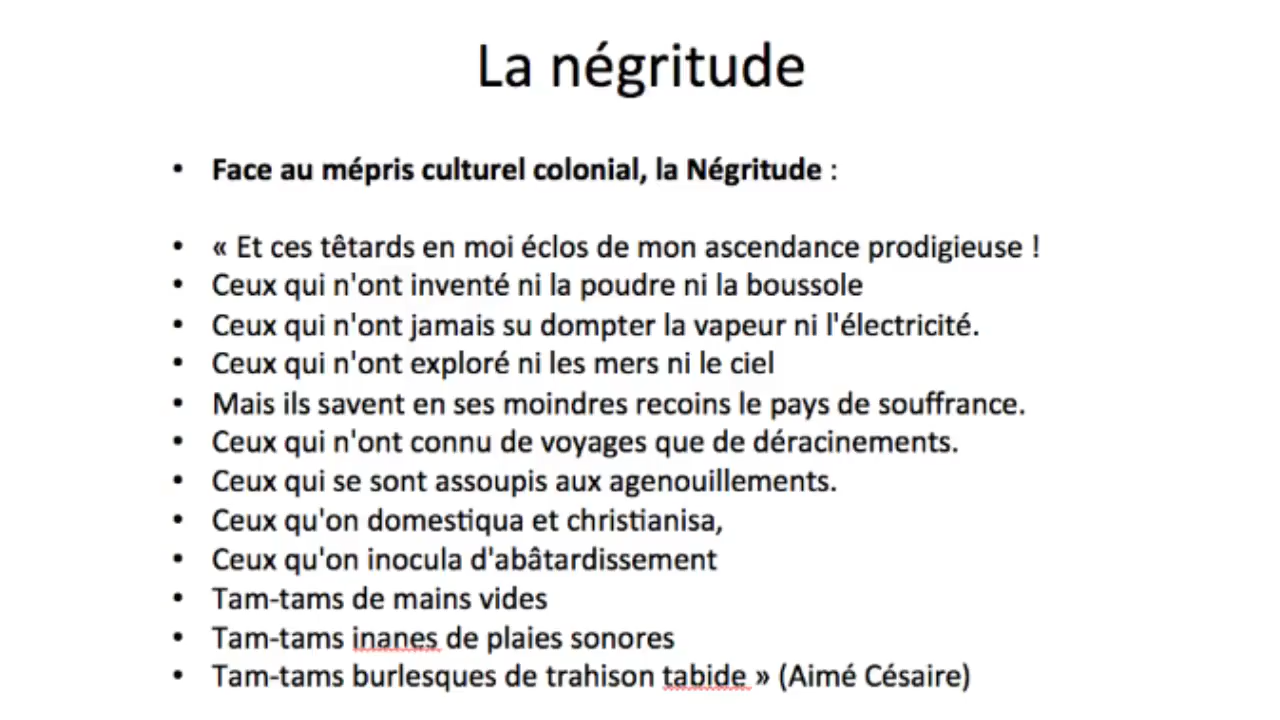 La négritude
• Face au mépris culturel colonial, la Négritude :
• « Et ces têtards en moi éclos de mon ascendance prodigieuse !
• Ceux qui n'ont inventé ni la poudre ni la boussole
• Ceux qui n'ont jamais su dompter la vapeur ni l'électricité.
• Ceux qui n'ont exploré ni les mers ni le ciel
• Mais ils savent en ses moindres recoins le pays de souffrance.
• Ceux qui n'ont connu de voyages que de déracinements.
• Ceux qui se sont assoupis aux agenouillements.
• Ceux qu'on domestiqua et christianisa,
• Ceux qu'on inocula d'abâtardissement
• Tam-tams de mains vides
• Tam-tams inanes de plaies sonores
• Tam-tams burlesques de trahison tabide » (Aimé Césaire)